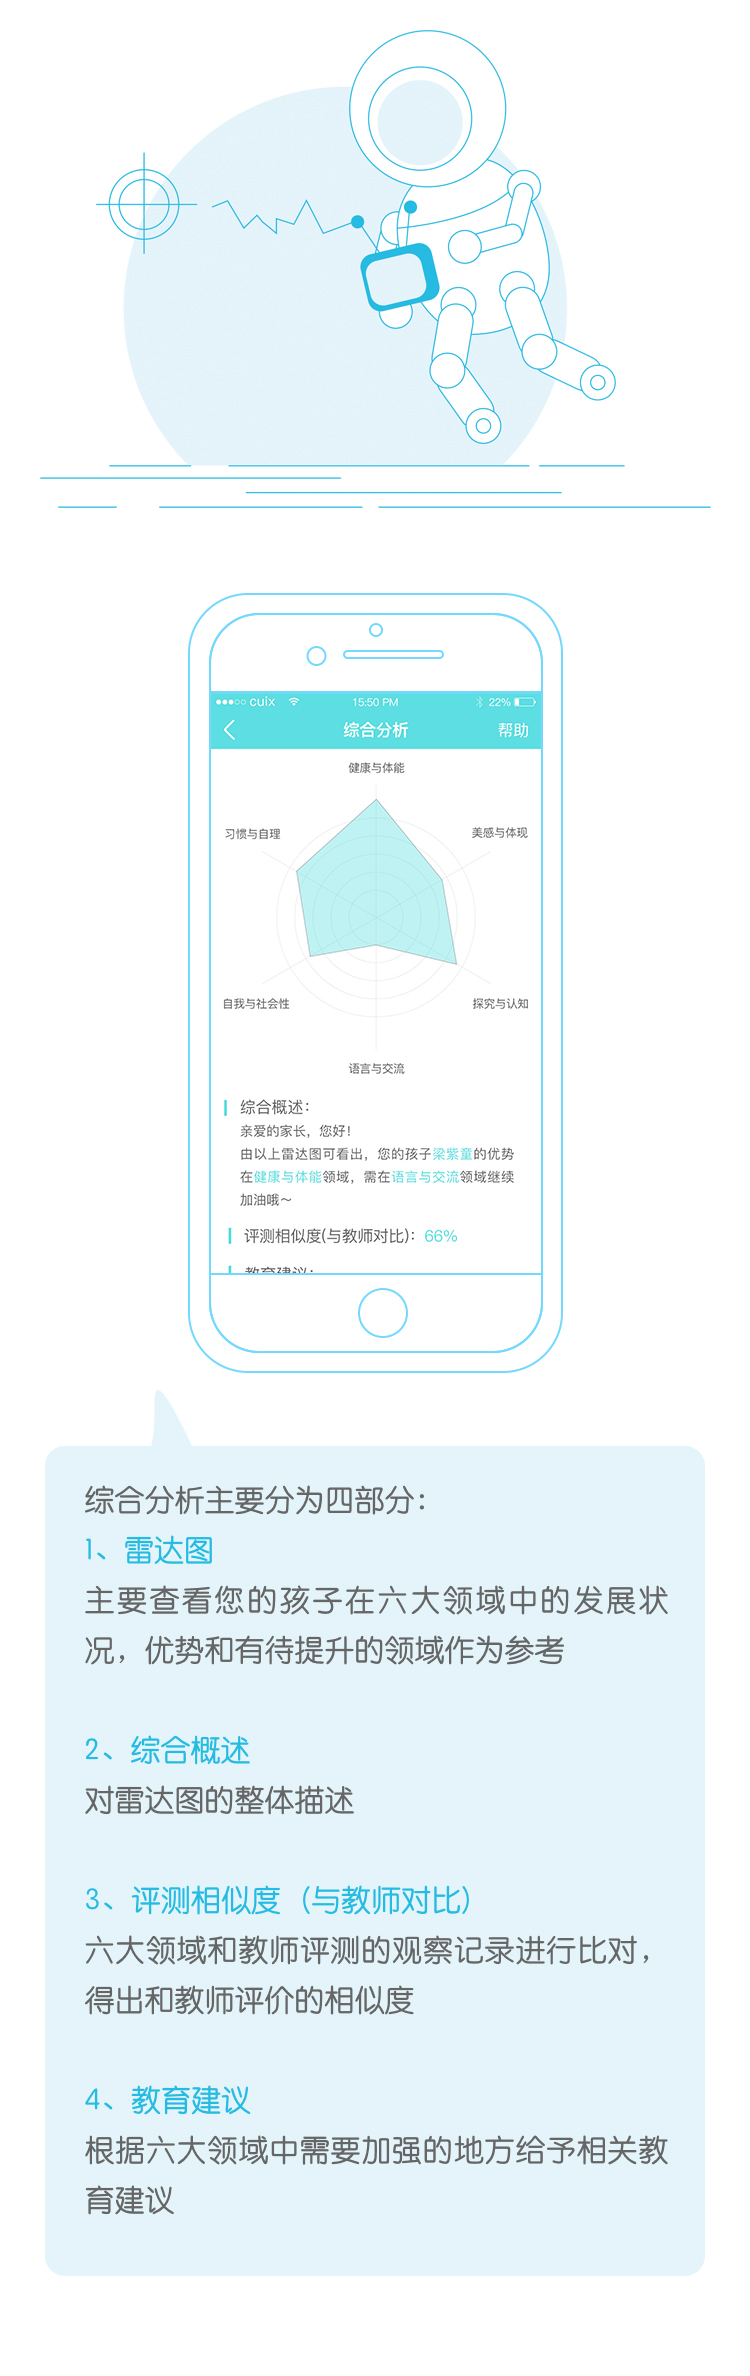 cuix 15:50 PM 22%
综合分析 帮助
健康与体能
习惯与自理 美感与体现
自我与社会性 探究与认知
语言与交流
综合概述：
亲爱的家长，您好！
由以上雷达图可看出，您的孩子梁紫童的优势
在健康与体能领域，需在语言与交流领域继续
加油哦～
评测相似度(与教师对比)：66%
教育建议：
综合分析主要分为四部分：
1、雷达图
主要查看您的孩子在六大领域中的发展状
况，优势和有待提升的领域作为参考
2、综合概述
对雷达图的整体描述
3、评测相似度（与教师对比）
六大领域和教师评测的观察记录进行比对，
得出和教师评价的相似度
4、教育建议
根据六大领域中需要加强的地方给予相关教
育建议